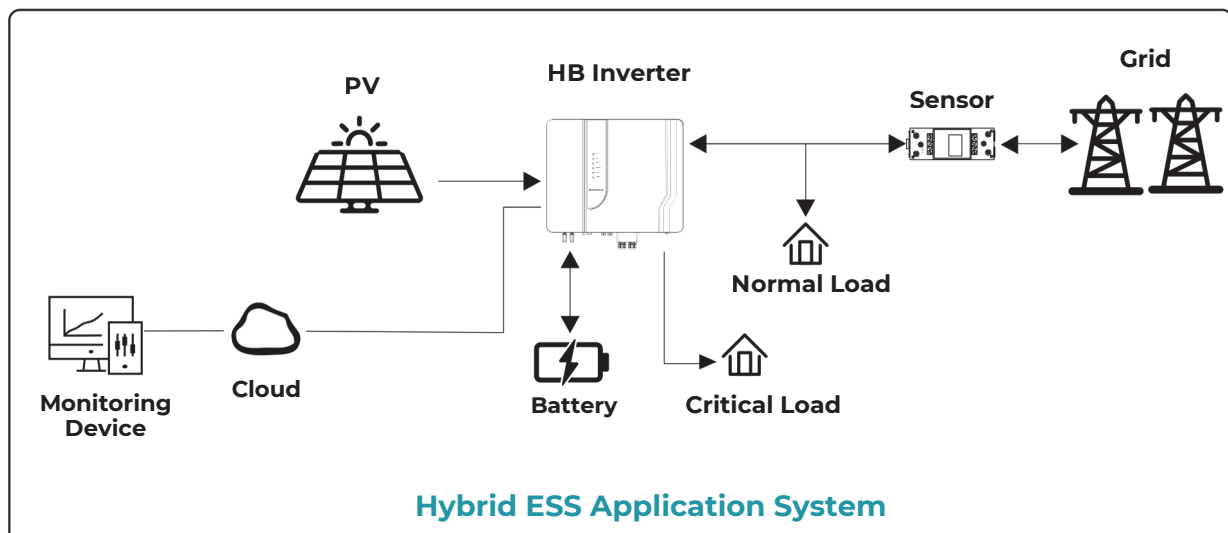 PV
HB Inverter
Sensor
Grid
Normal Load
Monitoring
Device
Cloud
Battery
Critical Load
Hybrid ESS Application System